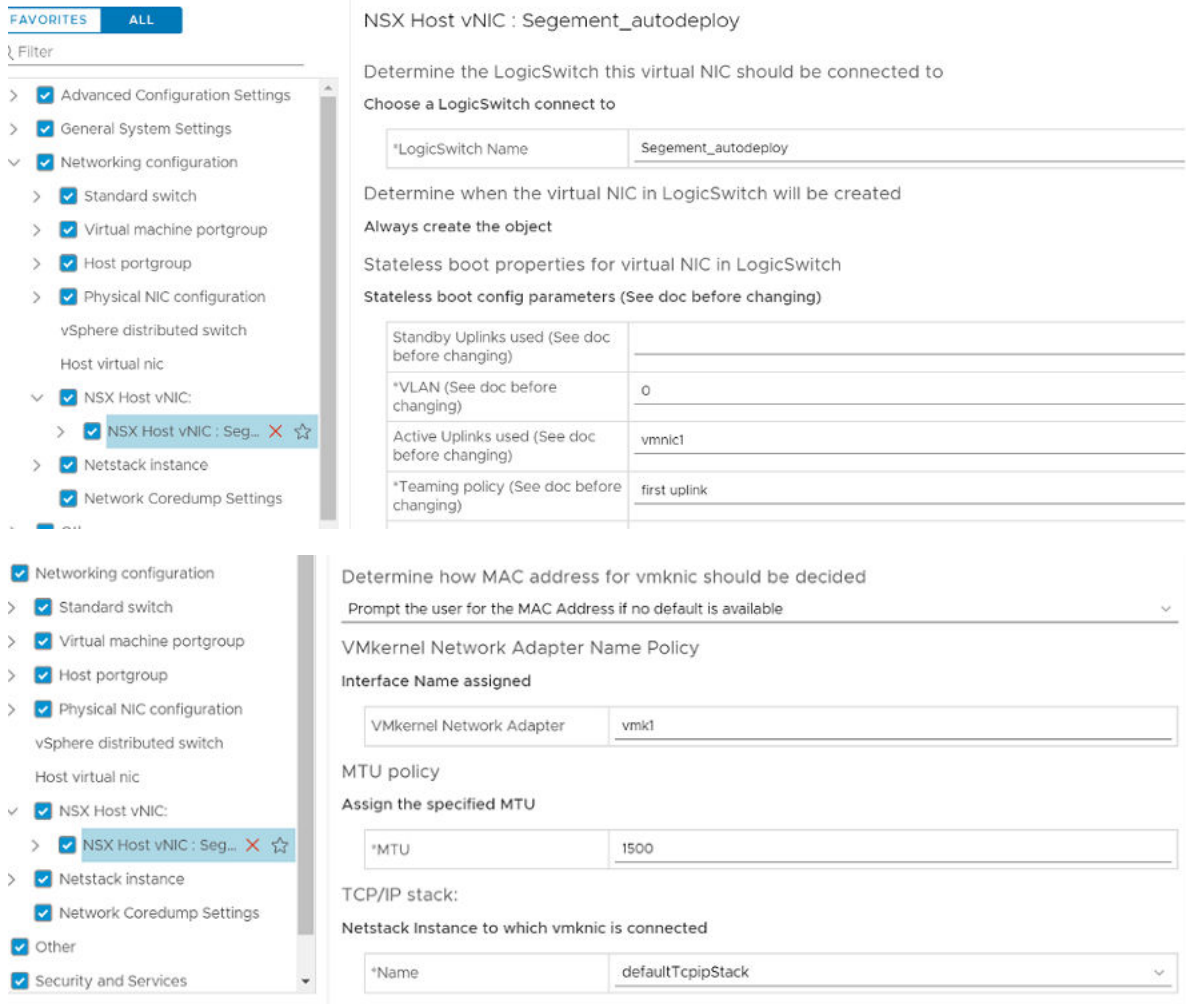 FAVORITES ALL
Filter
Advanced Configuration Settings
General System Settings
Networking configuration
Standard switch
Virtual machine portgroup
Host portgroup
Physical NIC configuration
vSphere distributed switch
Host virtual nic
NSX Host vNIC:
NSX Host vNIC : Seg...
Netstack instance
Network Coredump Settings
NSX Host vNIC : Segement_autodeploy
Determine the LogicSwitch this virtual NIC should be connected to
Choose a LogicSwitch connect to
*LogicSwitch Name Segement_autodeploy
Determine when the virtual NIC in LogicSwitch will be created
Always create the object
Stateless boot properties for virtual NIC in LogicSwitch
Stateless boot config parameters (See doc before changing)
Standby Uplinks used (See doc
before changing)
*VLAN (See doc before
changing)
0
Active Uplinks used (See doc
before changing)
vmnic1
*Teaming policy (See doc before
changing)
first uplink
Networking configuration
Standard switch
Virtual machine portgroup
Host portgroup
Physical NIC configuration
vSphere distributed switch
Host virtual nic
NSX Host vNIC:
NSX Host vNIC : Seg...
Netstack instance
Network Coredump Settings
Other
Security and Services
Determine how MAC address for vmknic should be decided
Prompt the user for the MAC Address if no default is available
VMkernel Network Adapter Name Policy
Interface Name assigned
VMkernel Network Adapter vmk1
MTU policy
Assign the specified MTU
*MTU 1500
TCP/IP stack:
Netstack Instance to which vmknic is connected
*Name defaultTcpipStack